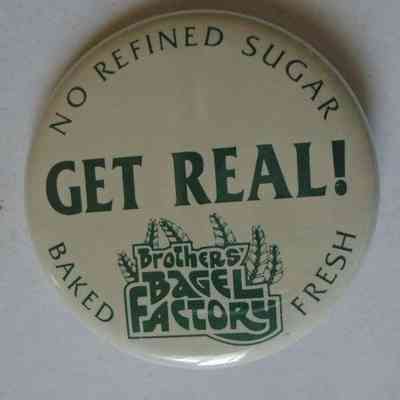 NO REFINED SUGAR
GET REAL!
Brothers'
BAGEL
FACTORY
BAKED FRESH